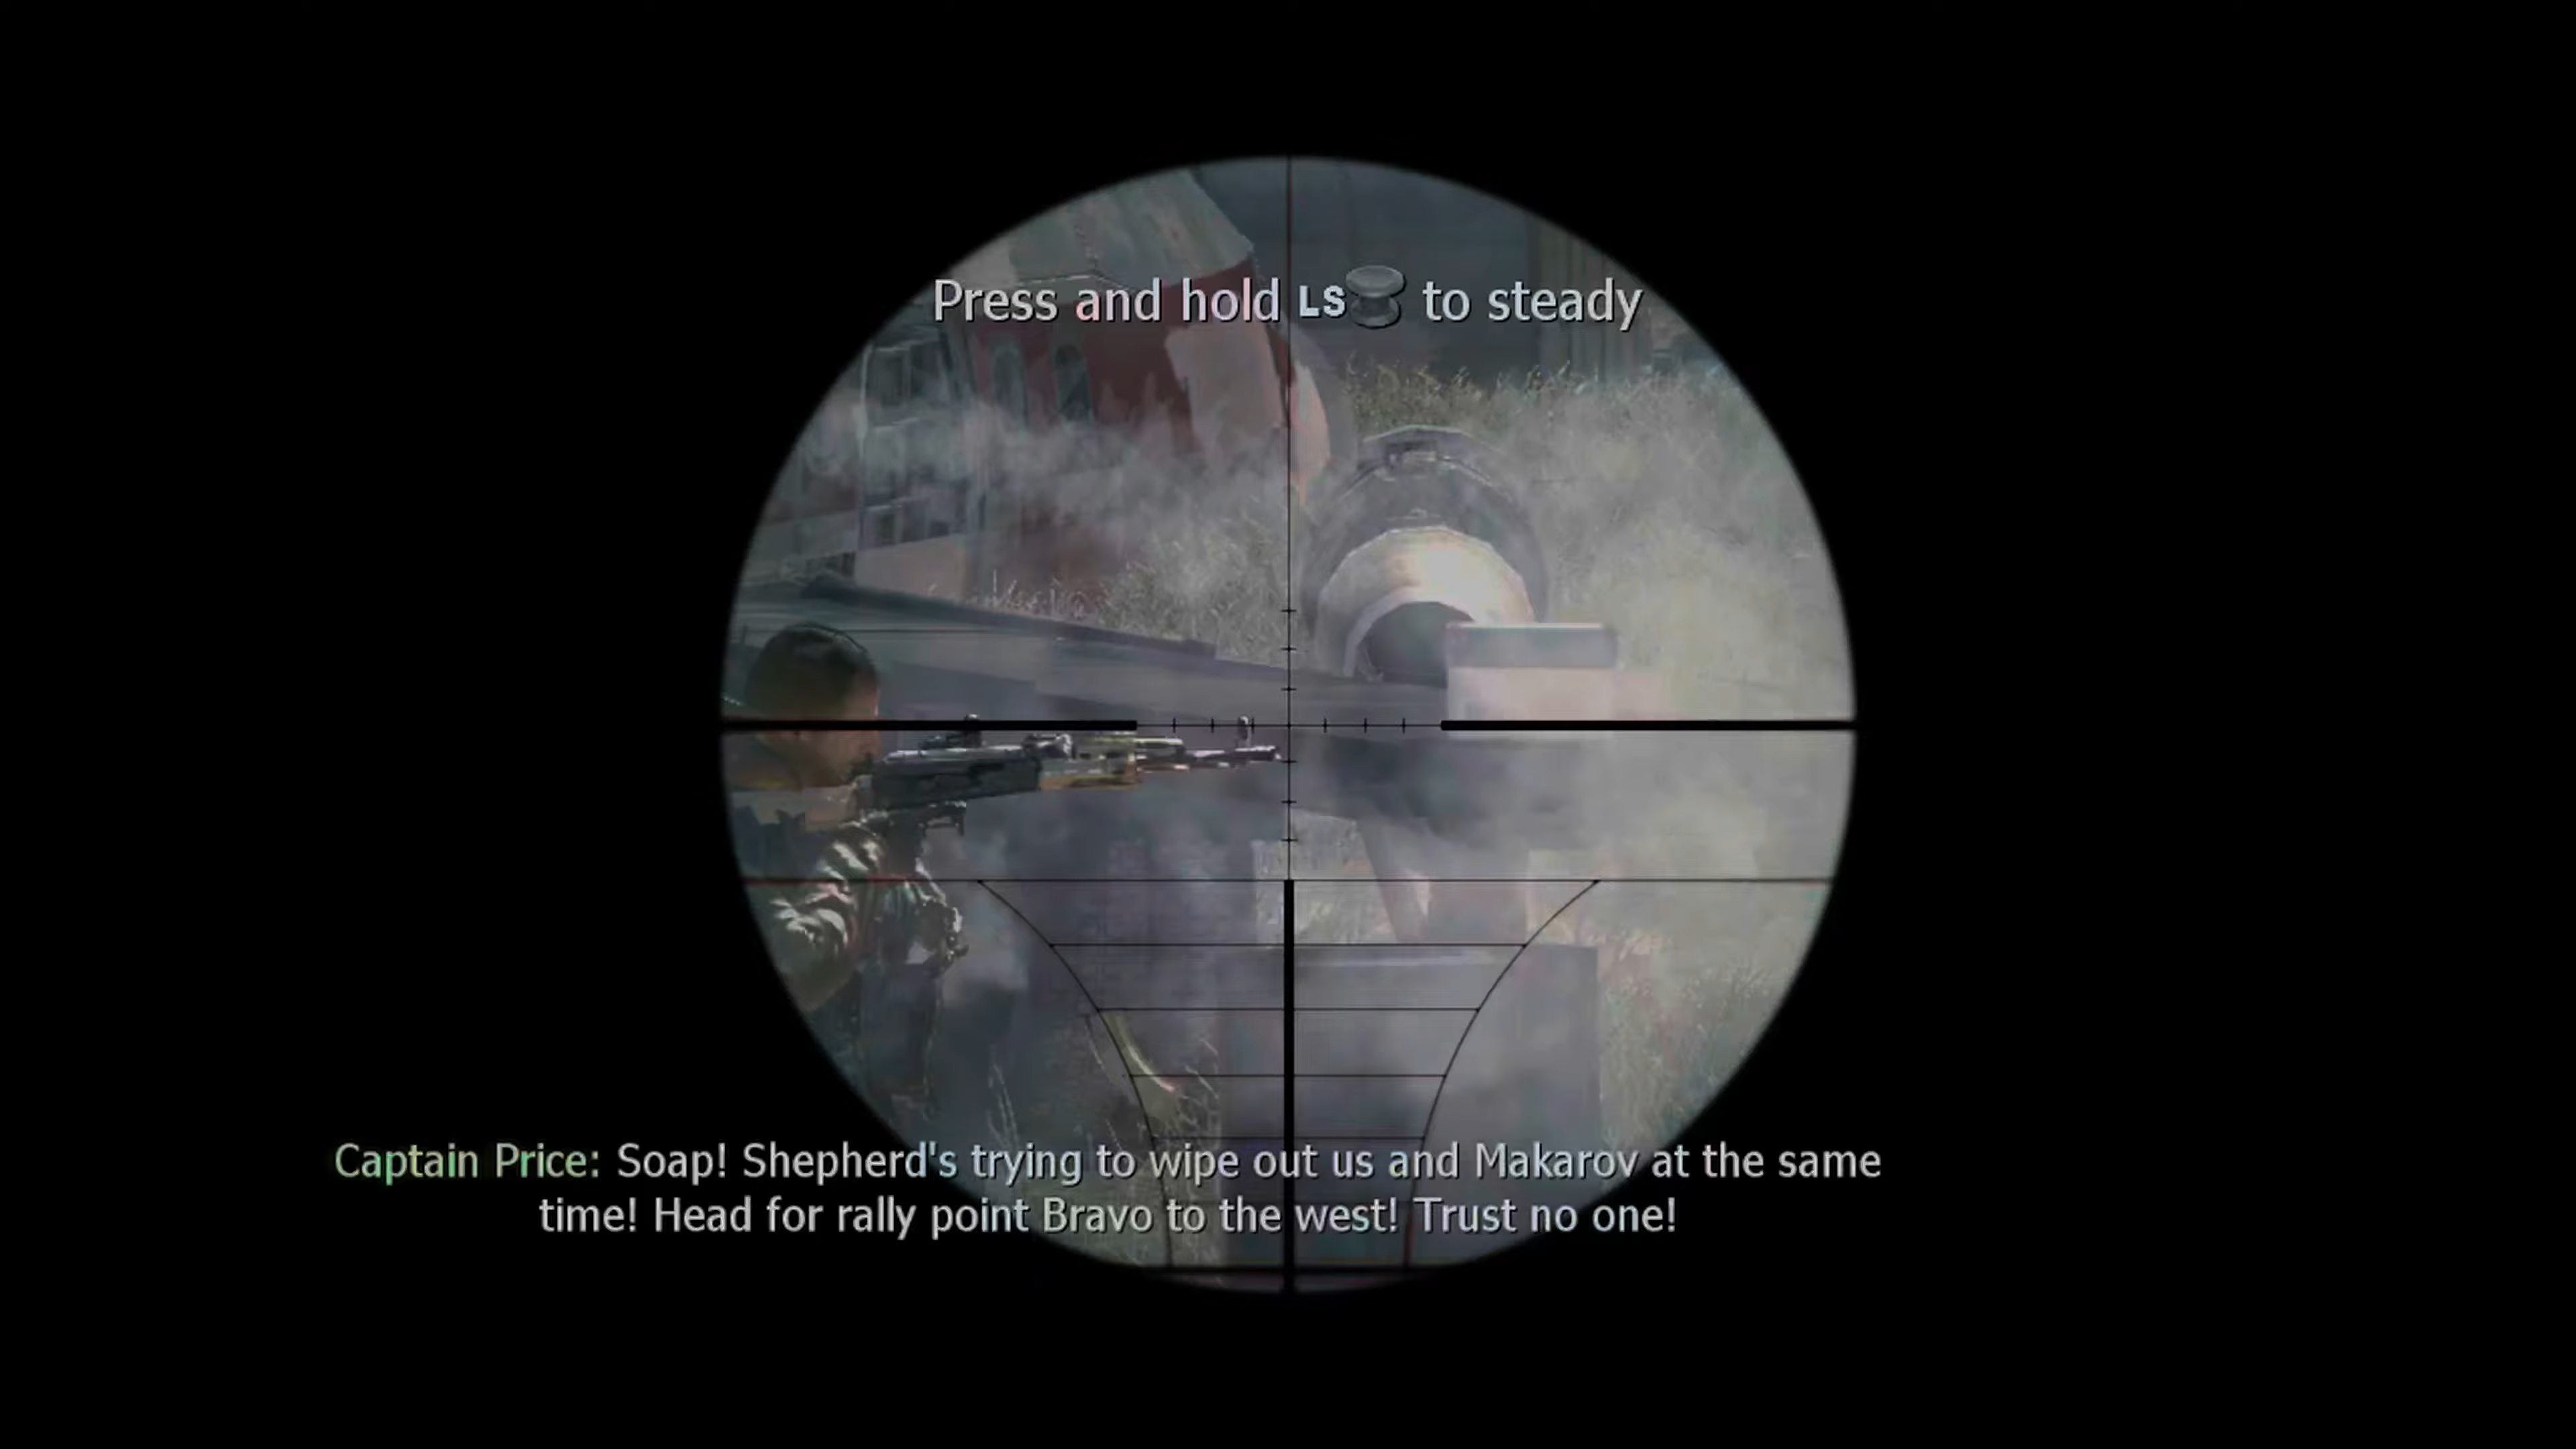 Press and hold LS to steady
Captain Price: Soap! Shepherd's trying to wipe out us and Makarov at the same
time! Head for rally point Bravo to the west! Trust no one!